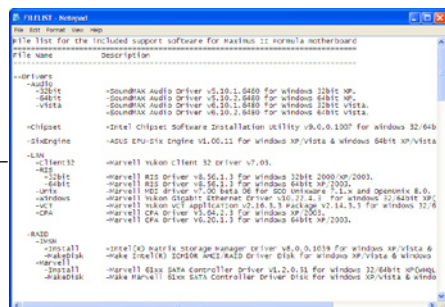 FILELIST - Notepad
File Edit Format View Help
File list for the included support software for Maximus II Formula motherboard
File Name Description
--Drivers
-Audio
-32bit -SoundMAX Audio Driver v5.10.1.6480 for Windows 32bit XP.
-64bit -SoundMAX Audio Driver v5.10.2.6480 for Windows 64bit XP.
-Vista -SoundMAX Audio Driver v6.10.1.6480 for Windows 32bit Vista.
-SoundMAX Audio Driver v6.10.2.6480 for Windows 64bit Vista.
-Chipset -Intel Chipset Software Installation Utility v9.0.0.1007 for Windows 32/64b
-SixEngine -ASUS EPU-Six Engine V1.00.11 for Windows XP/Vista & Windows 64bit XP/Vista
-LAN
-Client32 -Marvell Yukon Client 32 Driver v7.03.
-RIS
-32bit -Marvell RIS Driver v8.56.1.3 for Windows 32bit 2000/XP/2003.
-64bit -Marvell RIS Driver v8.56.1.3 for Windows 64bit XP/2003.
-Unix -Marvell MDI driver v7.00 beta 06 for SCO Unixware 7.1.x and OpenUnix 8.0.
-Windows -Marvell Yukon Gigabit Ethernet Driver v10.22.4.3 for Windows 32/64bit XP(
-VCT -Marvell Yukon VCT Application v2.16.3.3 Package v2.14.3.3 for Windows 32/6
-CPA -Marvell CPA Driver v3.64.2.3 for Windows XP/2003.
-Marvell CPA Driver v6.20.1.3 for Windows 64bit XP/2003.
-RAID
-Install -Intel(R) Matrix Storage Manager Driver v8.0.0.1039 for Windows XP/Vista &
-MakeDisk -Make Intel(R) ICH10R AHCI/RAID Driver Disk for Windows XP/Vista & Window
-Marvell
-Install -Marvell 61xx SATA Controller Driver v1.2.0.51 for Windows 32/64bit XP(WHQL
-MakeDisk -Make Marvell 61xx SATA Controller Driver Disk for Windows XP/Vista & Windo